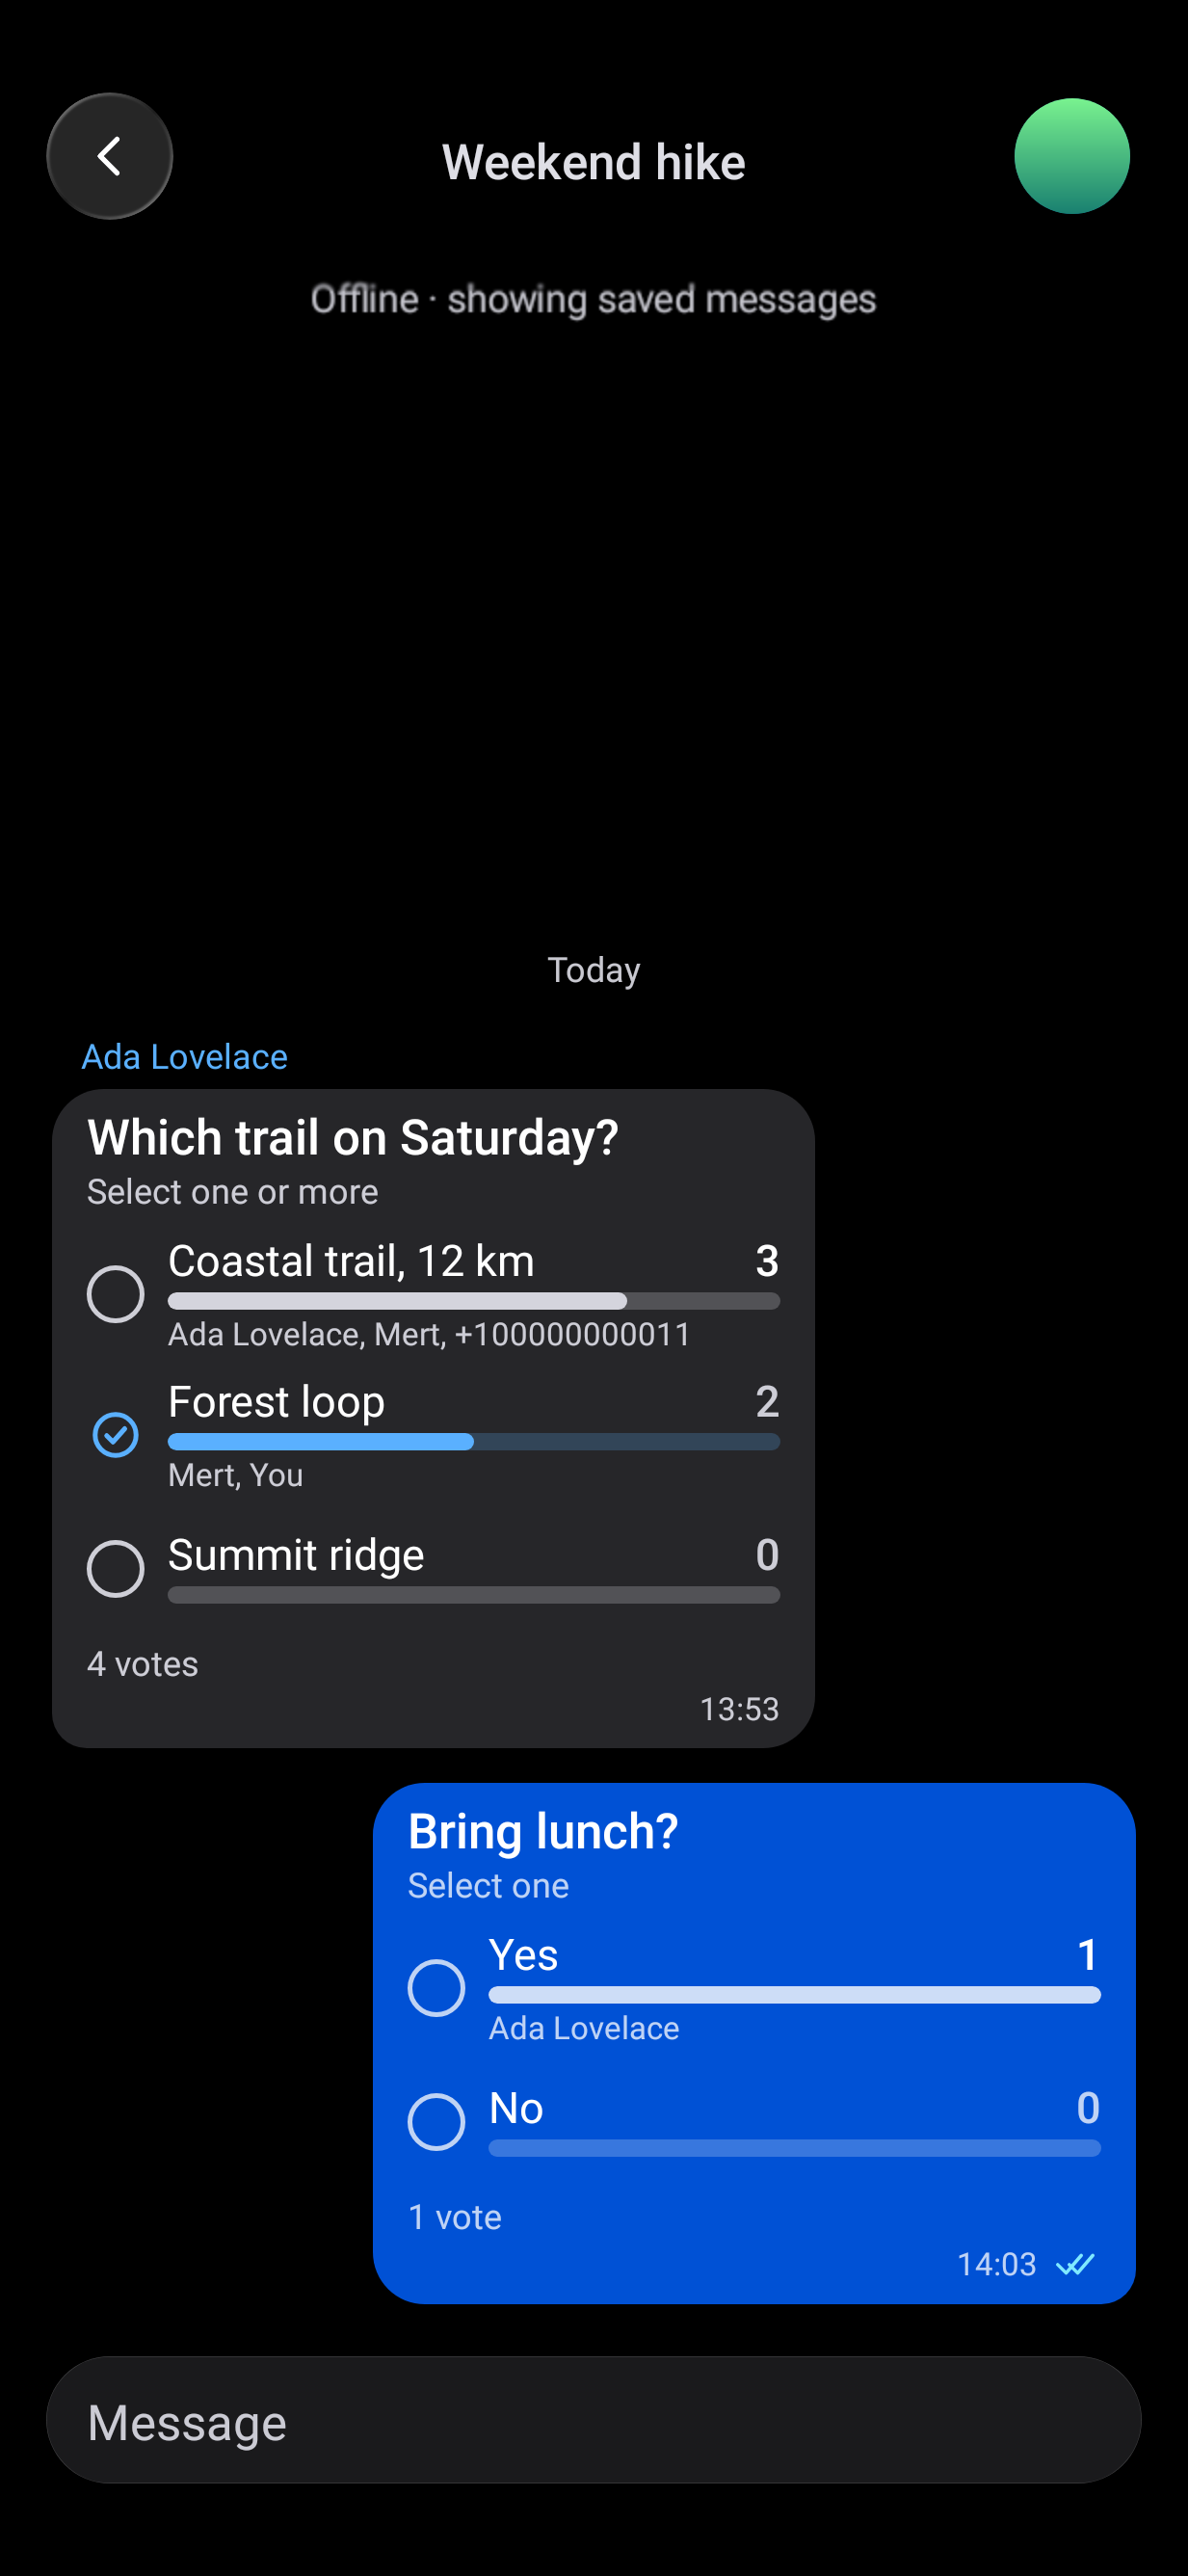 Weekend hike
Offline · showing saved messages
Today
Ada Lovelace
Which trail on Saturday?
Select one or more
Coastal trail, 12 km 3
Ada Lovelace, Mert, +100000000011
Forest loop 2
Mert, You
Summit ridge 0
4 votes
13:53
Bring lunch?
Select one
Yes 1
Ada Lovelace
No 0
1 vote
14:03
Message